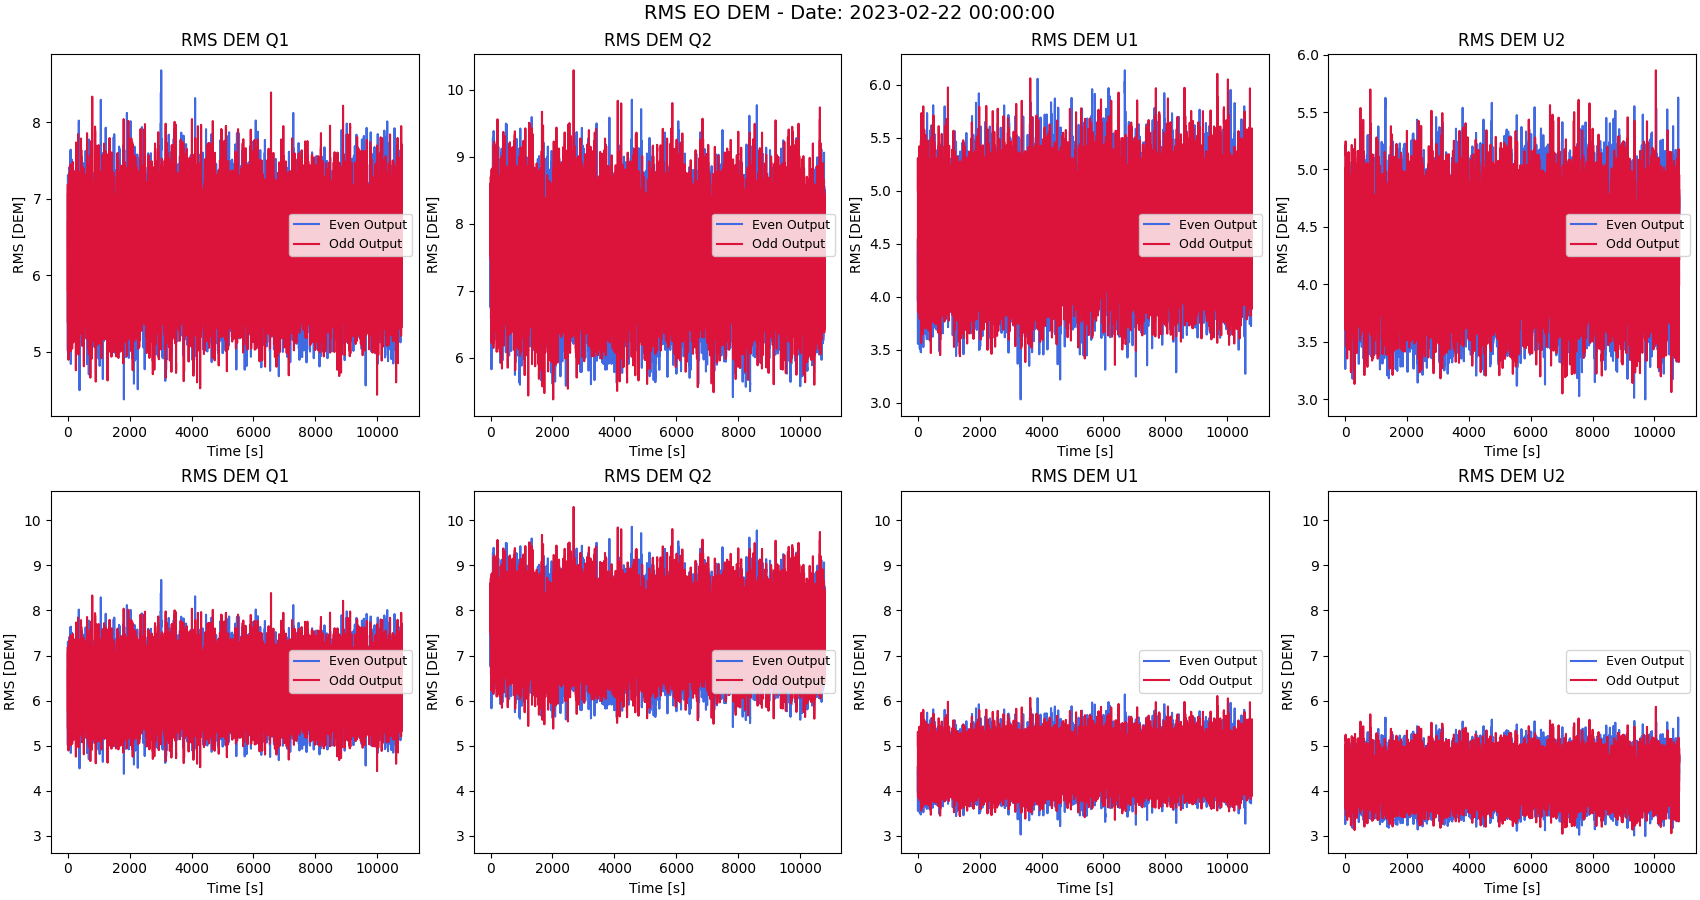 RMS EO DEM - Date: 2023-02-22 00:00:00
RMS DEM Q1
RMS [DEM]
8
7
6
5
Even Output
Odd Output
0 2000 4000 6000 8000 10000
Time [s]
RMS DEM Q2
RMS [DEM]
10
9
8
7
6
Even Output
Odd Output
0 2000 4000 6000 8000 10000
Time [s]
RMS DEM U1
RMS [DEM]
6.0
5.5
5.0
4.5
4.0
3.5
3.0
Even Output
Odd Output
0 2000 4000 6000 8000 10000
Time [s]
RMS DEM U2
RMS [DEM]
6.0
5.5
5.0
4.5
4.0
3.5
3.0
Even Output
Odd Output
0 2000 4000 6000 8000 10000
Time [s]
RMS DEM Q1
RMS [DEM]
10
9
8
7
6
5
4
3
Even Output
Odd Output
0 2000 4000 6000 8000 10000
Time [s]
RMS DEM Q2
RMS [DEM]
10
9
8
7
6
5
4
3
Even Output
Odd Output
0 2000 4000 6000 8000 10000
Time [s]
RMS DEM U1
RMS [DEM]
10
9
8
7
6
5
4
3
Even Output
Odd Output
0 2000 4000 6000 8000 10000
Time [s]
RMS DEM U2
RMS [DEM]
10
9
8
7
6
5
4
3
Even Output
Odd Output
0 2000 4000 6000 8000 10000
Time [s]